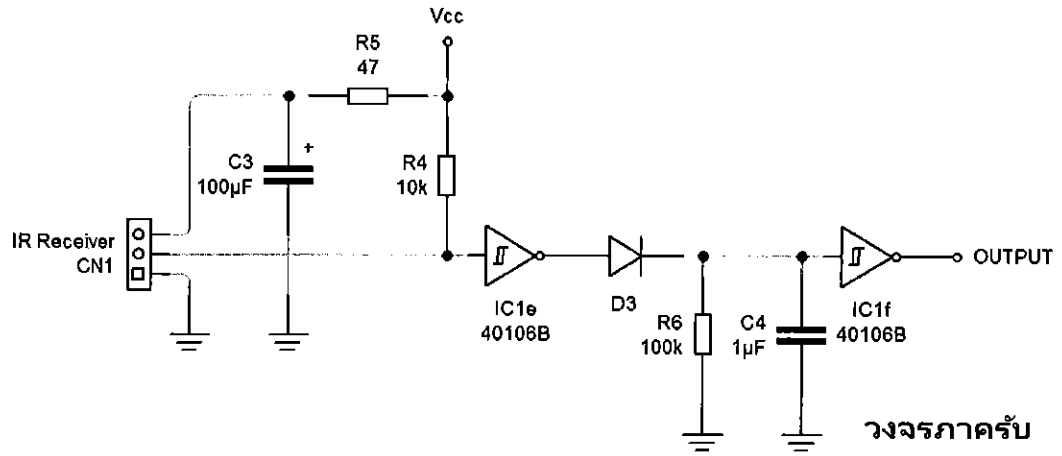 Vcc
R5
47
C3
100µF
+
R4
10k
IR Receiver
CN1
IC1e
40106B
D3
R6
100k
C4
1µF
IC1f
40106B
OUTPUT
วงจรภาครับ